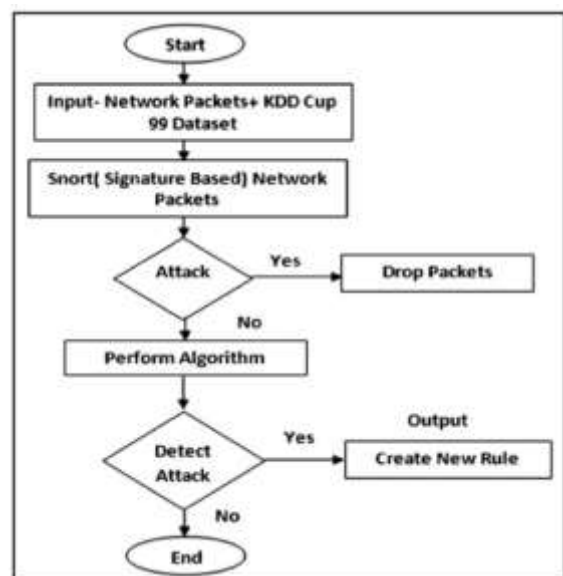 Start
Input- Network Packets+ KDD Cup
99 Dataset
Snort( Signature Based) Network
Packets
Attack
Yes
Drop Packets
No
Perform Algorithm
Output
Detect
Attack
Yes
Create New Rule
No
End